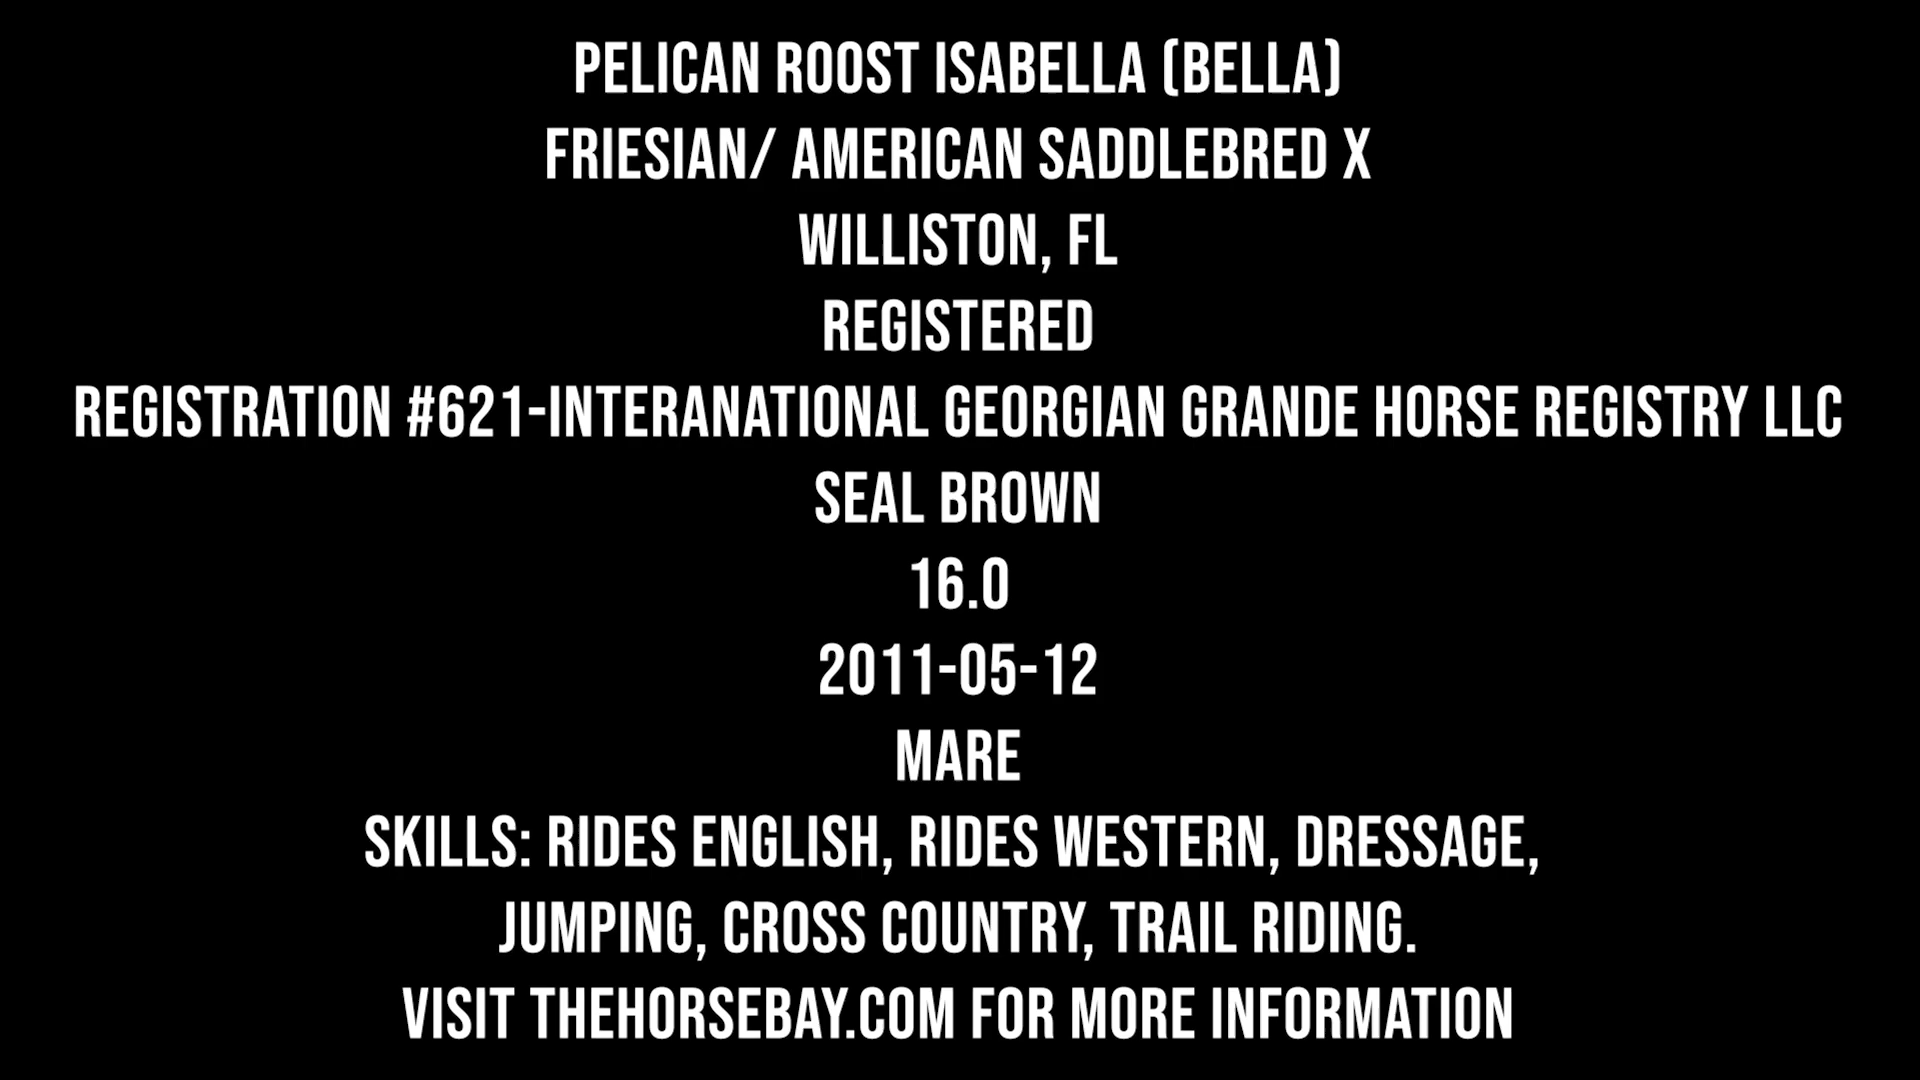 PELICAN ROOST ISABELLA (BELLA)
FRIESIAN/ AMERICAN SADDLEBRED X
WILLISTON, FL
REGISTERED
REGISTRATION #621-INTERANATIONAL GEORGIAN GRANDE HORSE REGISTRY LLC
SEAL BROWN
16.0
2011-05-12
MARE
SKILLS: RIDES ENGLISH, RIDES WESTERN, DRESSAGE,
JUMPING, CROSS COUNTRY, TRAIL RIDING.
VISIT THEHORSEBAY.COM FOR MORE INFORMATION